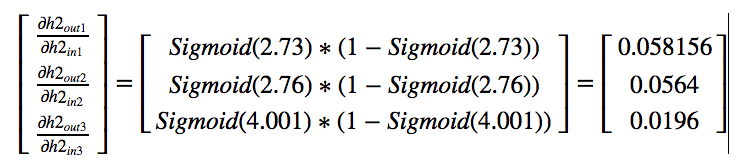 ∂h2out1/∂h2in1 = Sigmoid(2.73) * (1 − Sigmoid(2.73)) = 0.058156
∂h2out2/∂h2in2 = Sigmoid(2.76) * (1 − Sigmoid(2.76)) = 0.0564
∂h2out3/∂h2in3 = Sigmoid(4.001) * (1 − Sigmoid(4.001)) = 0.0196